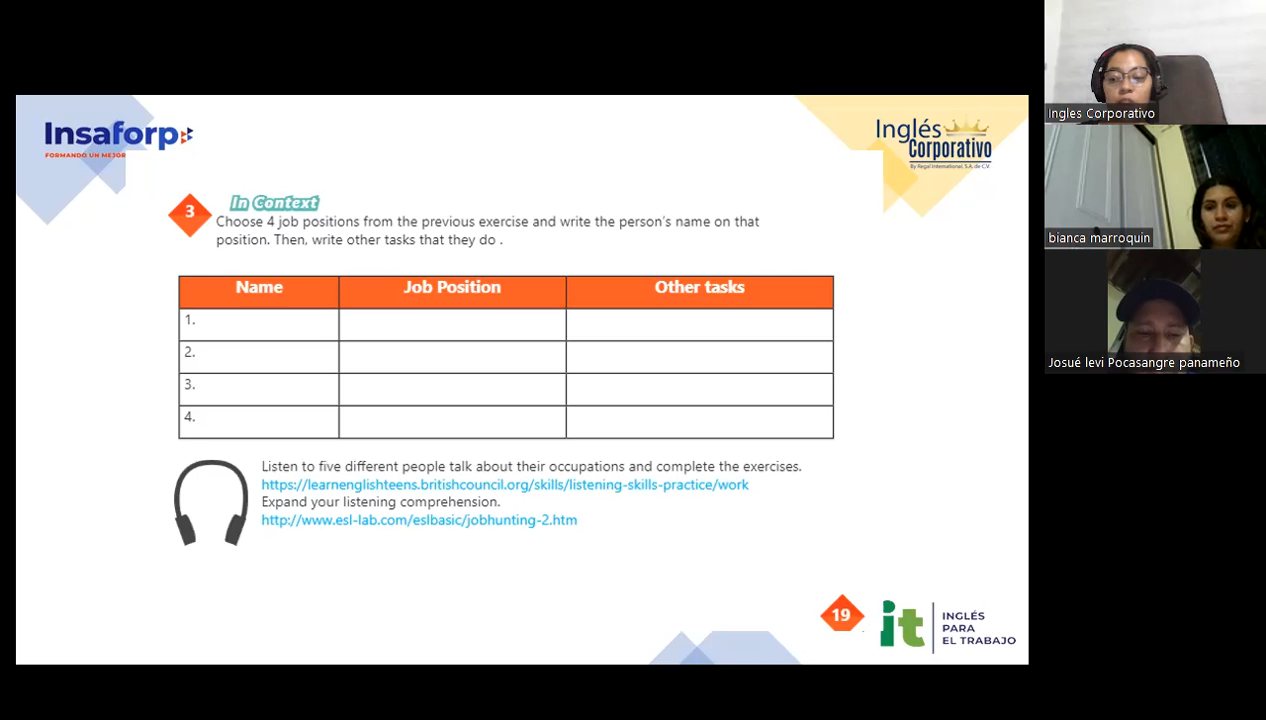 Insaforp
FORMANDO UN MEJOR
Inglés
Corporativo
By Regal International, S.A. de C.V.
3
In Context
Choose 4 job positions from the previous exercise and write the person's name on that
position. Then, write other tasks that they do .
Name Job Position Other tasks
1.
2.
3.
4.
Listen to five different people talk about their occupations and complete the exercises.
https://learnenglishteens.britishcouncil.org/skills/listening-skills-practice/work
Expand your listening comprehension.
http://www.esl-lab.com/eslbasic/jobhunting-2.htm
19
it
INGLÉS
PARA
EL TRABAJO
Ingles Corporativo
bianca marroquin
Josué levi Pocasangre panameño